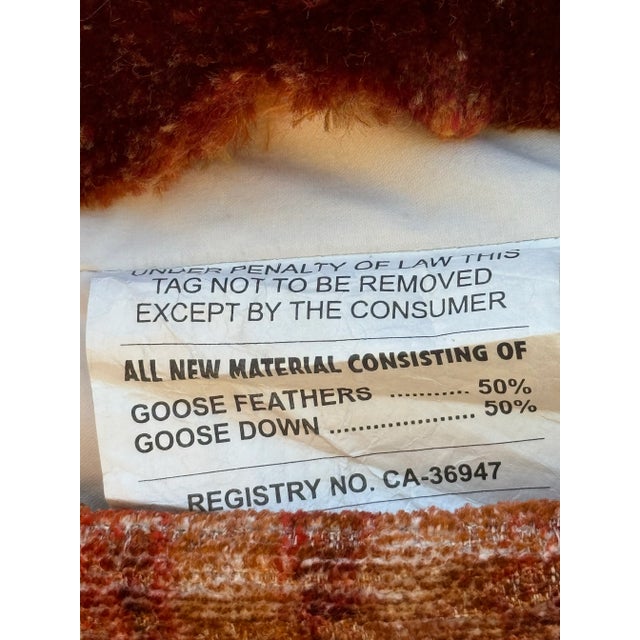 UNDER PENALTY OF LAW THIS
TAG NOT TO BE REMOVED
EXCEPT BY THE CONSUMER
ALL NEW MATERIAL CONSISTING OF
GOOSE FEATHERS ........... 50%
GOOSE DOWN ..................... 50%
REGISTRY NO. CA-36947